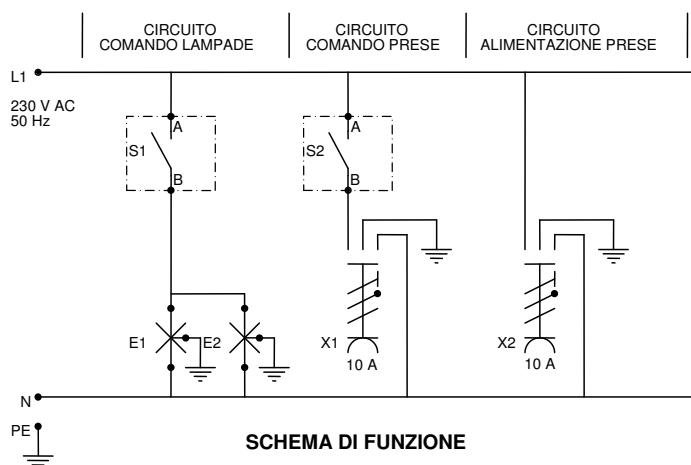 CIRCUITO
COMANDO LAMPADE
CIRCUITO
COMANDO PRESE
CIRCUITO
ALIMENTAZIONE PRESE
L1
230 V AC
50 Hz
A
S1
B
A
S2
B
E1
E2
X1
10 A
X2
10 A
N
PE
SCHEMA DI FUNZIONE